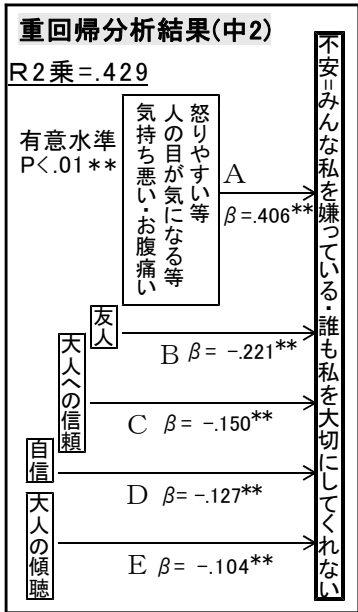 重回帰分析結果(中2)
R2乗=.429
有意水準
P<.01**
怒りやすい等
人の目が気になる等
気持ち悪い・お腹痛い
A
β=.406**
友人
B β= -.221**
大人への信頼
C β= -.150**
自信
D β= -.127**
大人の傾聴
E β= -.104**
不安=みんな私を嫌っている・誰も私を大切にしてくれない